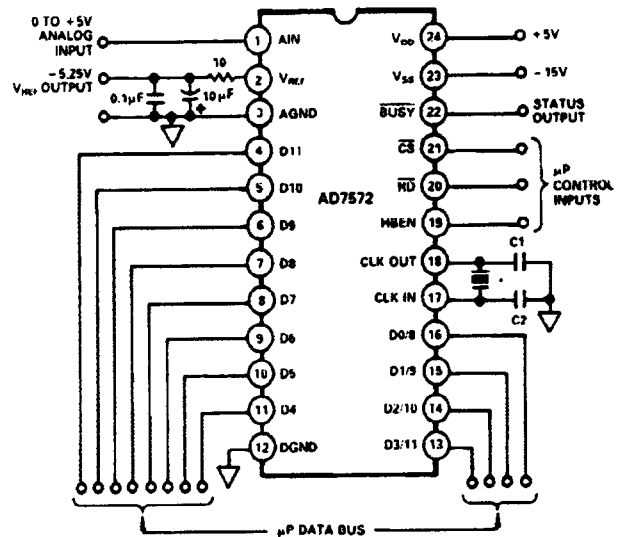 0 TO +5V
ANALOG
INPUT
–5.25V
VREF OUTPUT
10
0.1µF
10µF
+
1 AIN
2 VREF
3 AGND
4 D11
5 D10
6 D9
7 D8
8 D7
9 D6
10 D5
11 D4
12 DGND
AD7572
VDD 24
VSS 23
BUSY 22
CS 21
RD 20
HBEN 19
CLK OUT 18
CLK IN 17
D0/8 16
D1/9 15
D2/10 14
D3/11 13
+5V
–15V
STATUS
OUTPUT
µP
CONTROL
INPUTS
C1
C2
µP DATA BUS